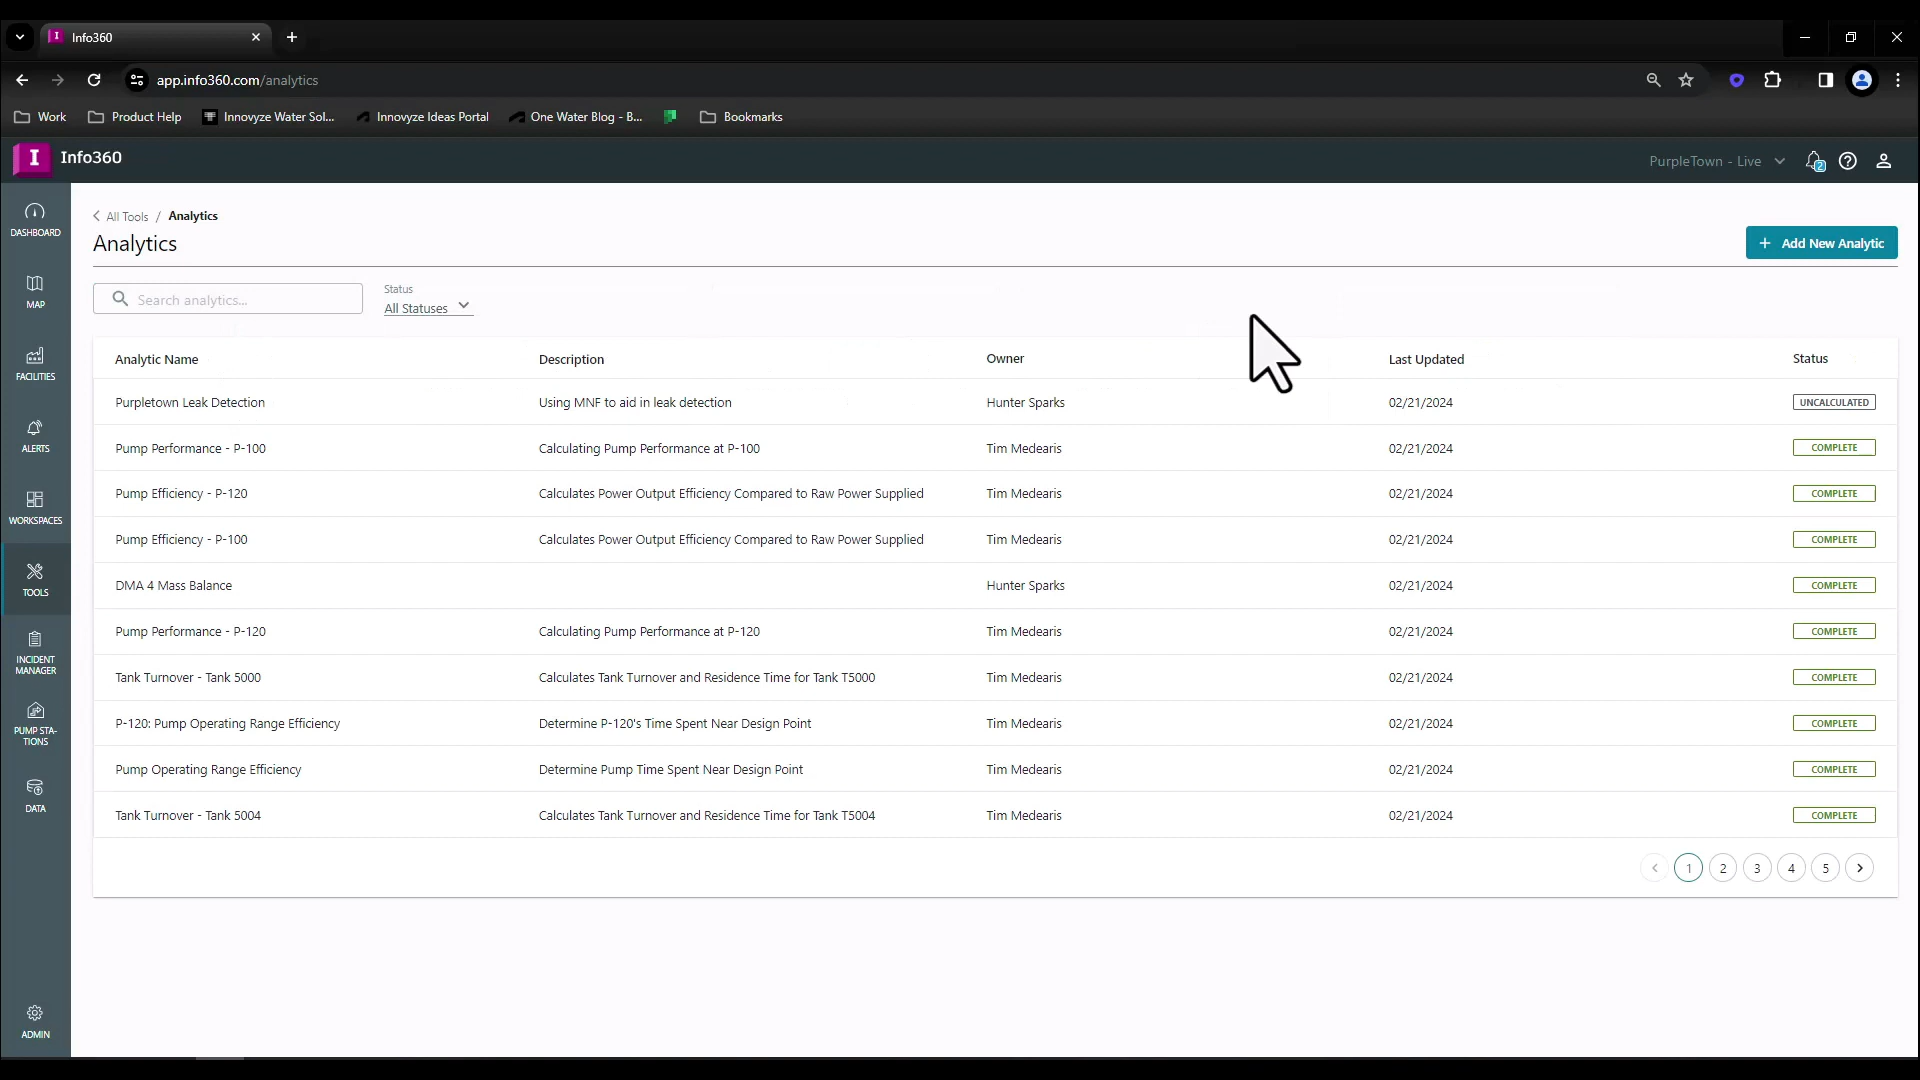 Info360
app.info360.com/analytics
Work
Product Help
Innovyze Water Sol...
Innovyze Ideas Portal
One Water Blog - B...
Bookmarks
I
Info360
PurpleTown - Live
2
DASHBOARD
MAP
FACILITIES
ALERTS
WORKSPACES
TOOLS
INCIDENT
MANAGER
PUMP STA-
TIONS
DATA
ADMIN
All Tools / Analytics
Analytics
+ Add New Analytic
Search analytics...
Status
All Statuses
Analytic Name Description Owner Last Updated Status
Purpletown Leak Detection Using MNF to aid in leak detection Hunter Sparks 02/21/2024 UNCALCULATED
Pump Performance - P-100 Calculating Pump Performance at P-100 Tim Medearis 02/21/2024 COMPLETE
Pump Efficiency - P-120 Calculates Power Output Efficiency Compared to Raw Power Supplied Tim Medearis 02/21/2024 COMPLETE
Pump Efficiency - P-100 Calculates Power Output Efficiency Compared to Raw Power Supplied Tim Medearis 02/21/2024 COMPLETE
DMA 4 Mass Balance Hunter Sparks 02/21/2024 COMPLETE
Pump Performance - P-120 Calculating Pump Performance at P-120 Tim Medearis 02/21/2024 COMPLETE
Tank Turnover - Tank 5000 Calculates Tank Turnover and Residence Time for Tank T5000 Tim Medearis 02/21/2024 COMPLETE
P-120: Pump Operating Range Efficiency Determine P-120's Time Spent Near Design Point Tim Medearis 02/21/2024 COMPLETE
Pump Operating Range Efficiency Determine Pump Time Spent Near Design Point Tim Medearis 02/21/2024 COMPLETE
Tank Turnover - Tank 5004 Calculates Tank Turnover and Residence Time for Tank T5004 Tim Medearis 02/21/2024 COMPLETE
1 2 3 4 5